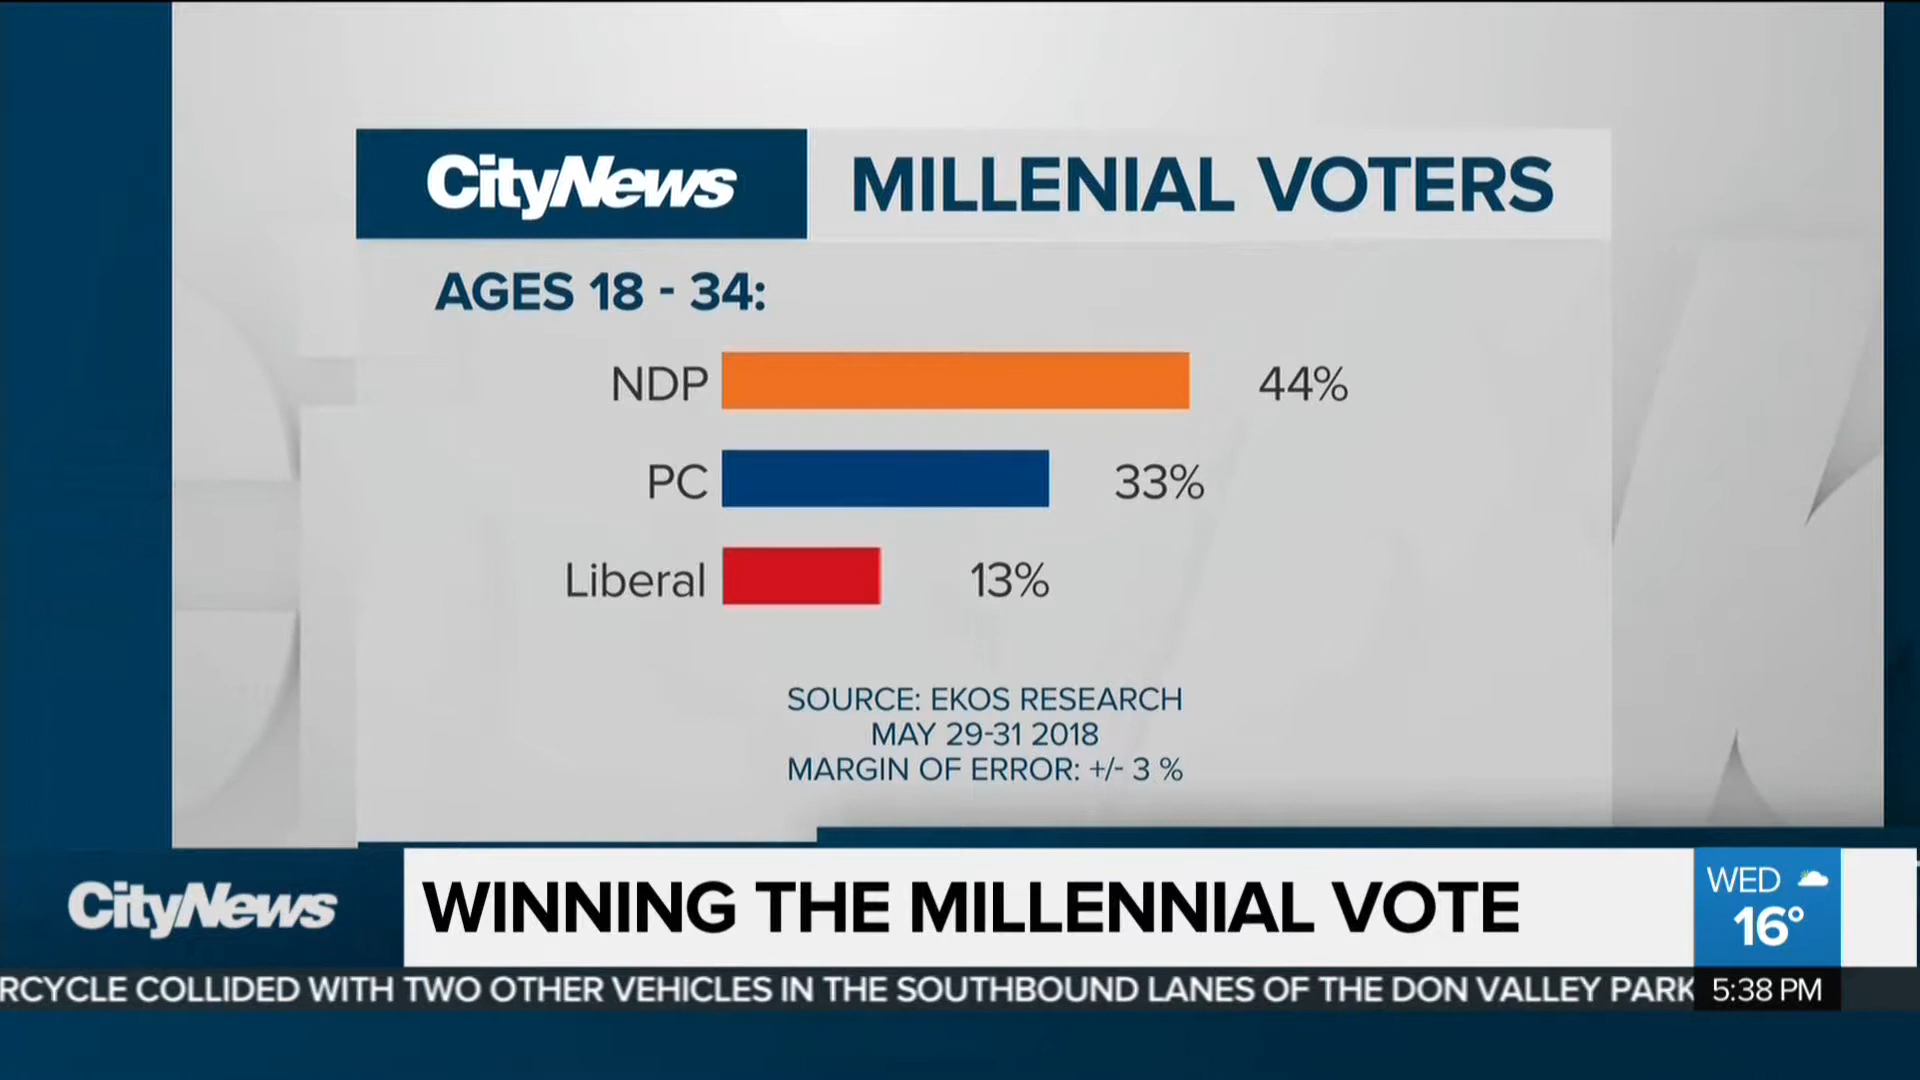 CityNews
MILLENIAL VOTERS
AGES 18 - 34:
NDP 44%
PC 33%
Liberal 13%
SOURCE: EKOS RESEARCH
MAY 29-31 2018
MARGIN OF ERROR: +/- 3 %
CityNews
WINNING THE MILLENNIAL VOTE
WED
16°
RCYCLE COLLIDED WITH TWO OTHER VEHICLES IN THE SOUTHBOUND LANES OF THE DON VALLEY PARK
5:38 PM